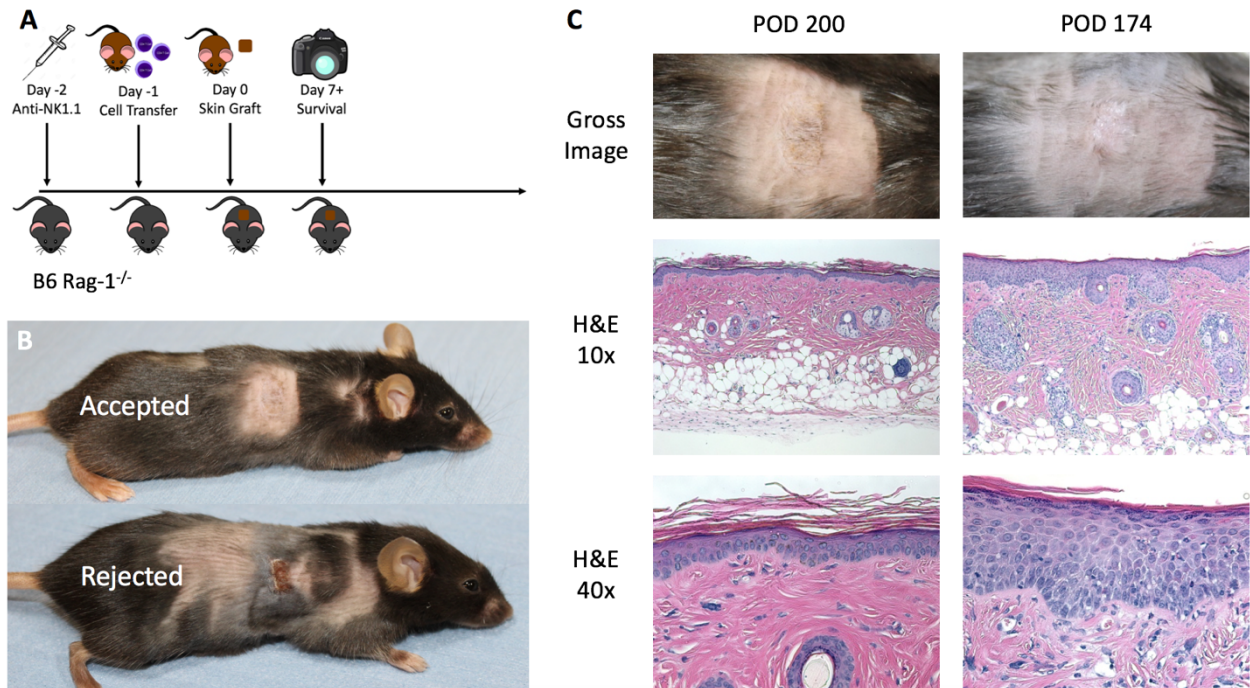 A
Day -2
Anti-NK1.1
Day -1
Cell Transfer
Day 0
Skin Graft
Day 7+
Survival
B6 Rag-1⁻/⁻
B
Accepted
Rejected
C
POD 200
POD 174
Gross
Image
H&E
10x
H&E
40x